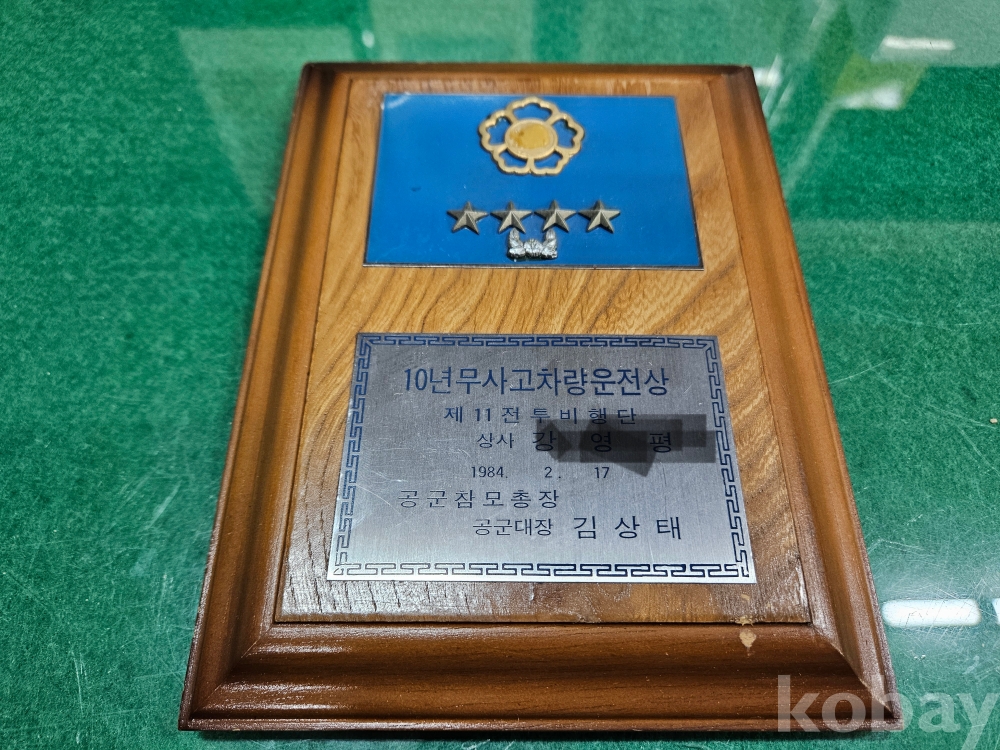 10년무사고차량운전상
제11전투비행단
상사 강영평
1984. 2. 17
공군참모총장
공군대장 김상태
kobay